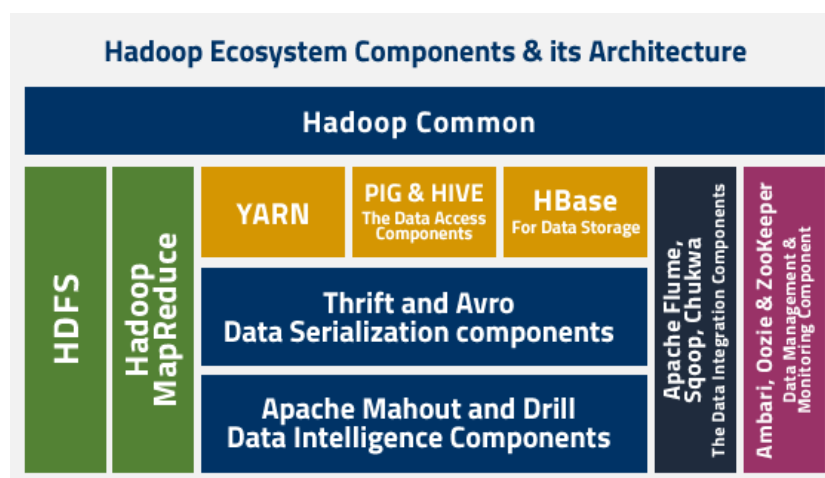 Hadoop Ecosystem Components & its Architecture
Hadoop Common
HDFS
Hadoop
MapReduce
YARN
PIG & HIVE
The Data Access
Components
HBase
For Data Storage
Thrift and Avro
Data Serialization components
Apache Mahout and Drill
Data Intelligence Components
Apache Flume,
Sqoop, Chukwa
The Data Integration Components
Ambari, Oozie & ZooKeeper
Data Management &
Monitoring Component